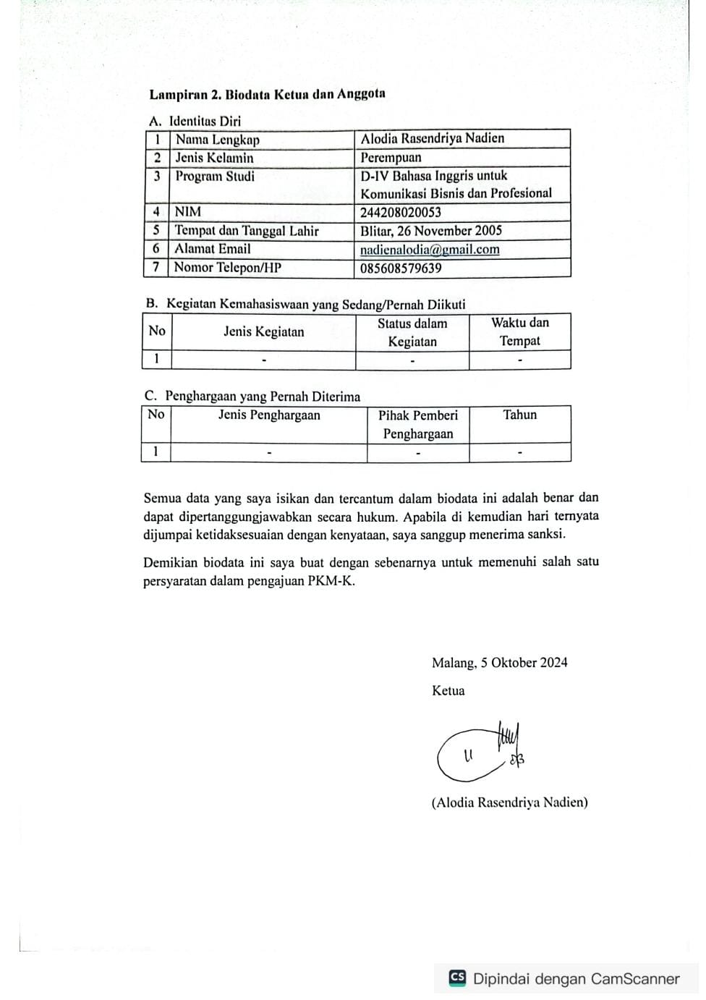 Lampiran 2. Biodata Ketua dan Anggota
A. Identitas Diri
1 Nama Lengkap Alodia Rasendriya Nadien
2 Jenis Kelamin Perempuan
3 Program Studi D-IV Bahasa Inggris untuk
Komunikasi Bisnis dan Profesional
4 NIM 244208020053
5 Tempat dan Tanggal Lahir Blitar, 26 November 2005
6 Alamat Email nadienalodia@gmail.com
7 Nomor Telepon/HP 085608579639
B. Kegiatan Kemahasiswaan yang Sedang/Pernah Diikuti
No Jenis Kegiatan Status dalam Kegiatan Waktu dan Tempat
1 - - -
C. Penghargaan yang Pernah Diterima
No Jenis Penghargaan Pihak Pemberi Penghargaan Tahun
1 - - -
Semua data yang saya isikan dan tercantum dalam biodata ini adalah benar dan
dapat dipertanggungjawabkan secara hukum. Apabila di kemudian hari ternyata
dijumpai ketidaksesuaian dengan kenyataan, saya sanggup menerima sanksi.
Demikian biodata ini saya buat dengan sebenarnya untuk memenuhi salah satu
persyaratan dalam pengajuan PKM-K.
Malang, 5 Oktober 2024
Ketua
(Alodia Rasendriya Nadien)
CS Dipindai dengan CamScanner